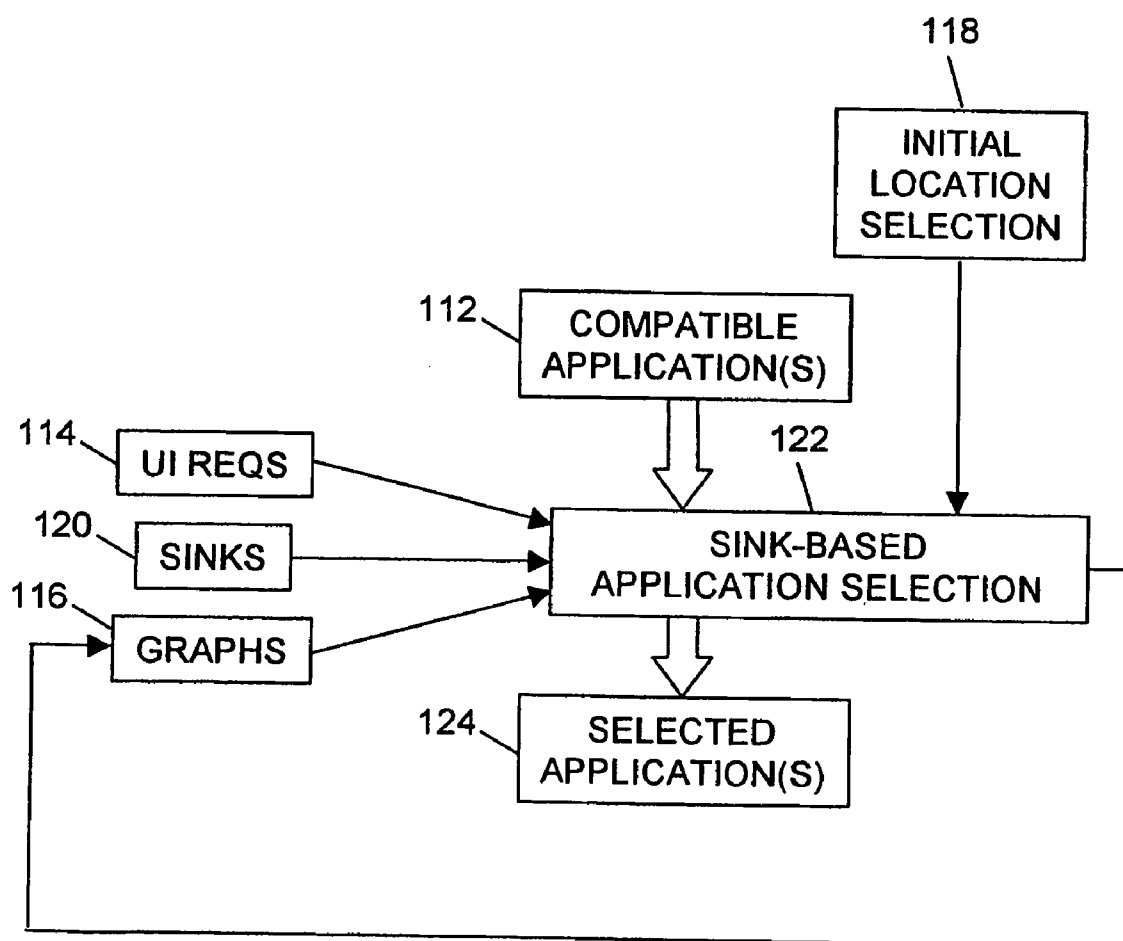 118
INITIAL
LOCATION
SELECTION
112
COMPATIBLE
APPLICATION(S)
114
UI REQS
122
120
SINKS
SINK-BASED
APPLICATION SELECTION
116
GRAPHS
124
SELECTED
APPLICATION(S)